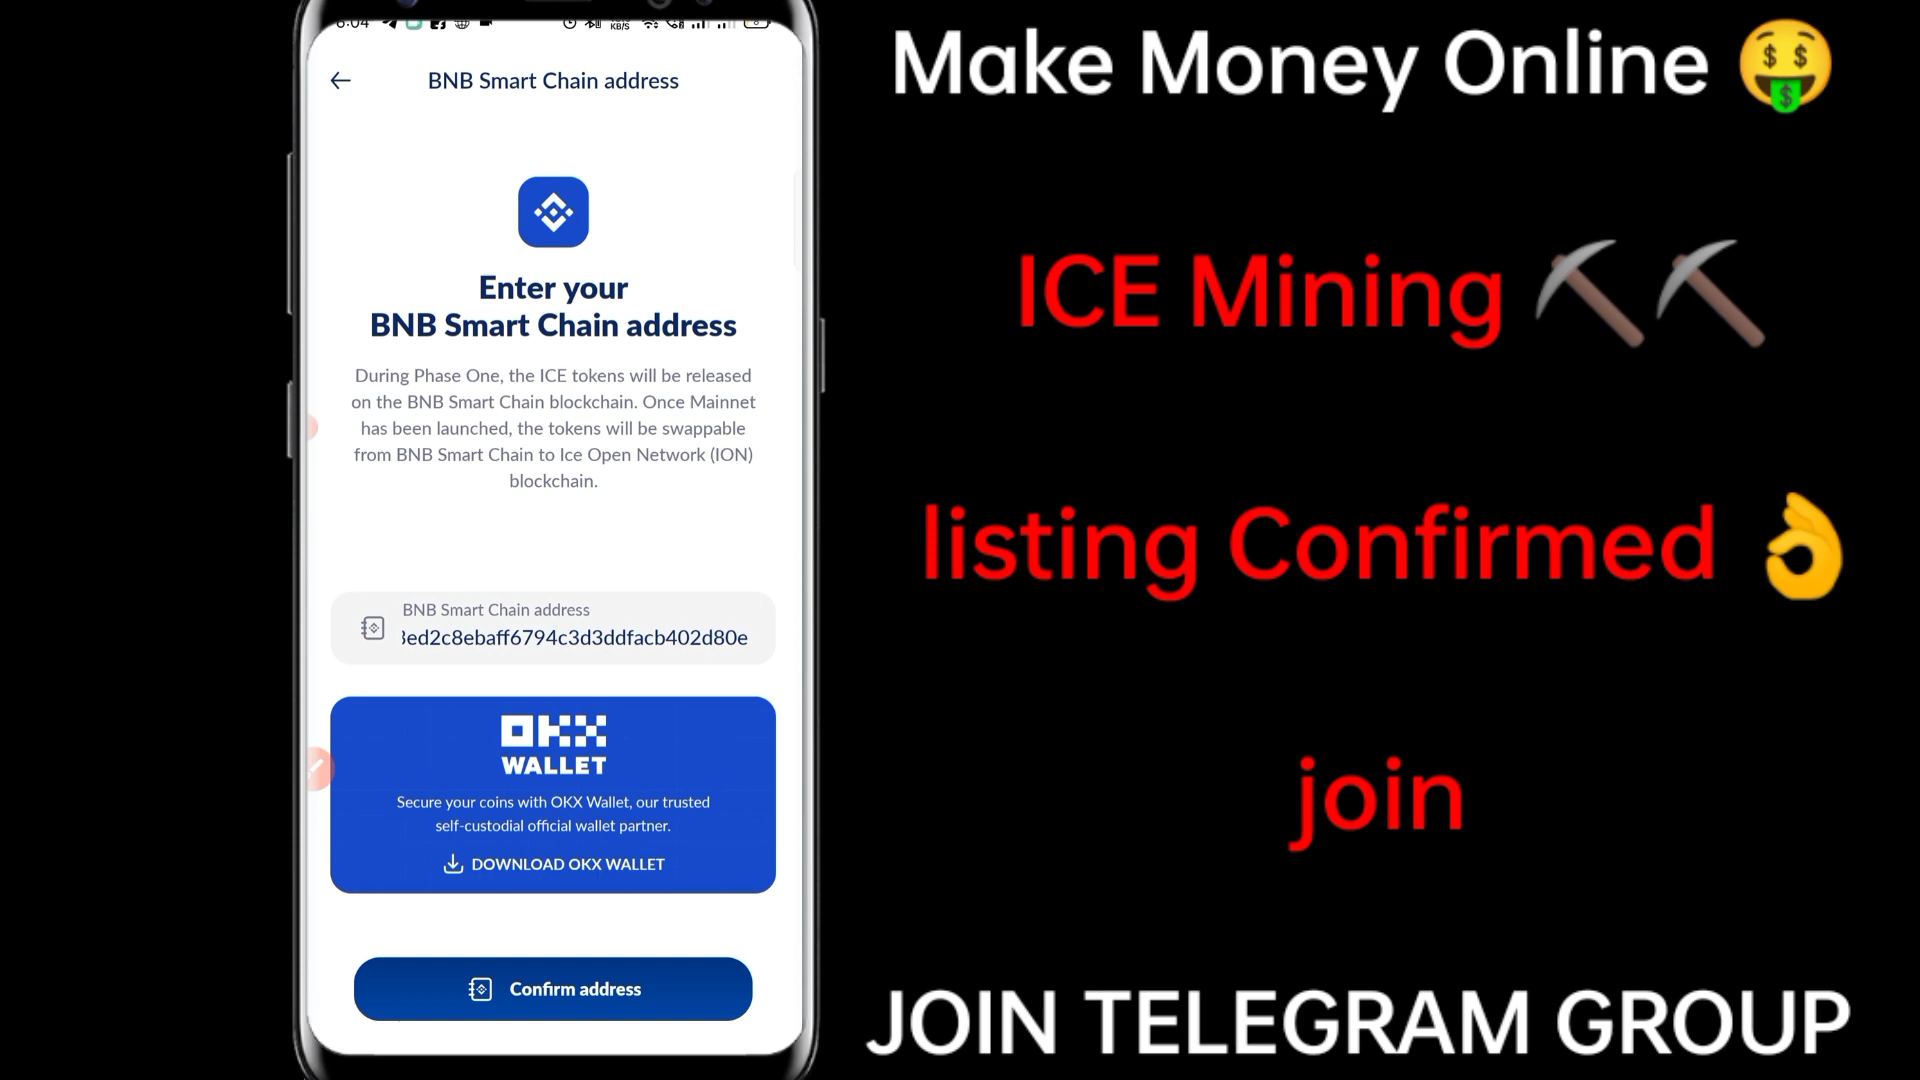 6:04
KB/S
BNB Smart Chain address
Enter your
BNB Smart Chain address
During Phase One, the ICE tokens will be released
on the BNB Smart Chain blockchain. Once Mainnet
has been launched, the tokens will be swappable
from BNB Smart Chain to Ice Open Network (ION)
blockchain.
BNB Smart Chain address
3ed2c8ebaff6794c3d3ddfacb402d80e
OKX
WALLET
Secure your coins with OKX Wallet, our trusted
self-custodial official wallet partner.
DOWNLOAD OKX WALLET
Confirm address
Make Money Online
ICE Mining
listing Confirmed
join
JOIN TELEGRAM GROUP